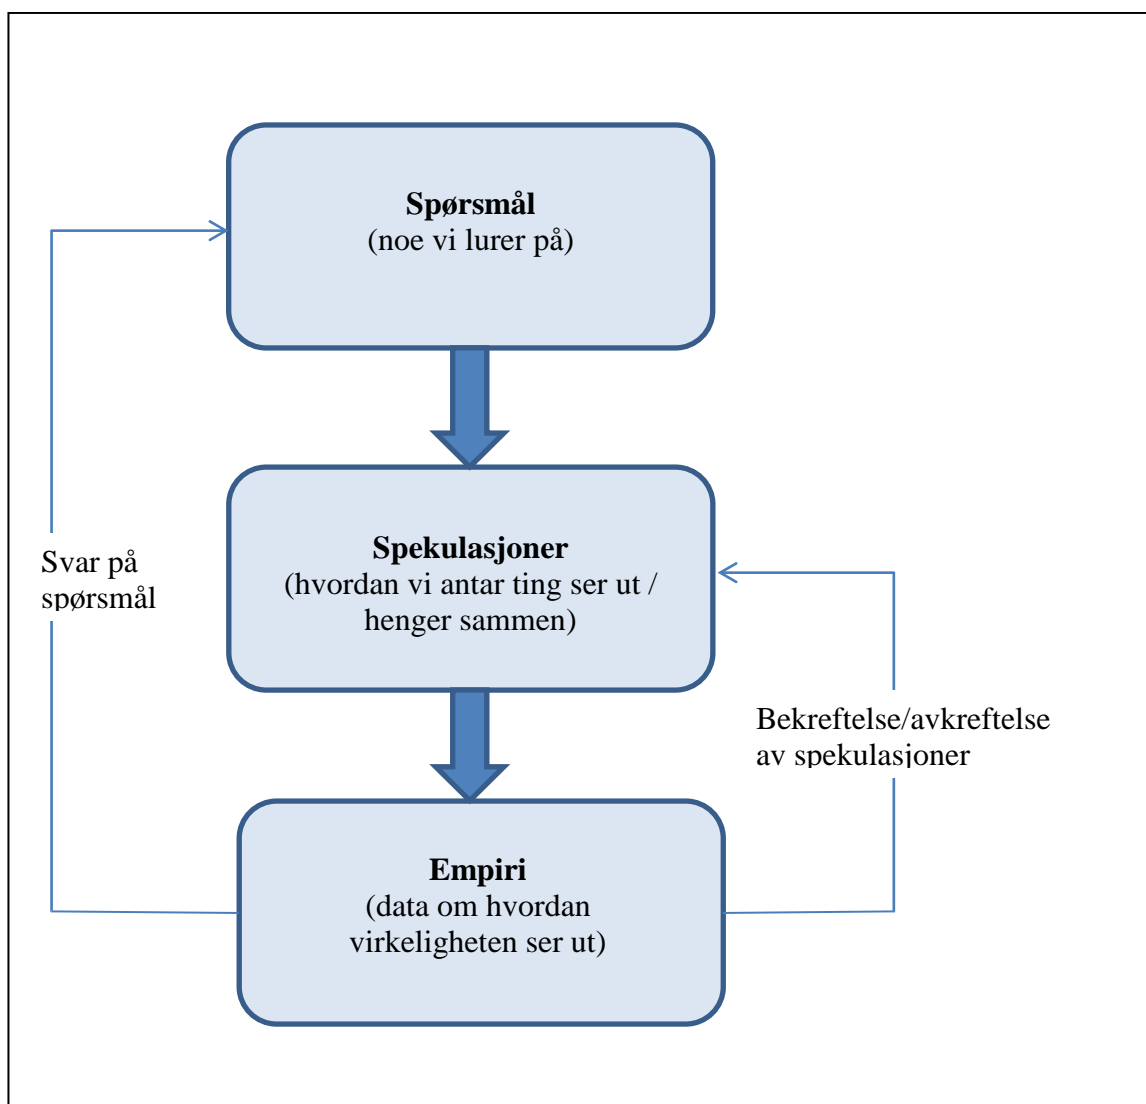 Spørsmål
(noe vi lurer på)
Spekulasjoner
(hvordan vi antar ting ser ut /
henger sammen)
Svar på
spørsmål
Bekreftelse/avkreftelse
av spekulasjoner
Empiri
(data om hvordan
virkeligheten ser ut)